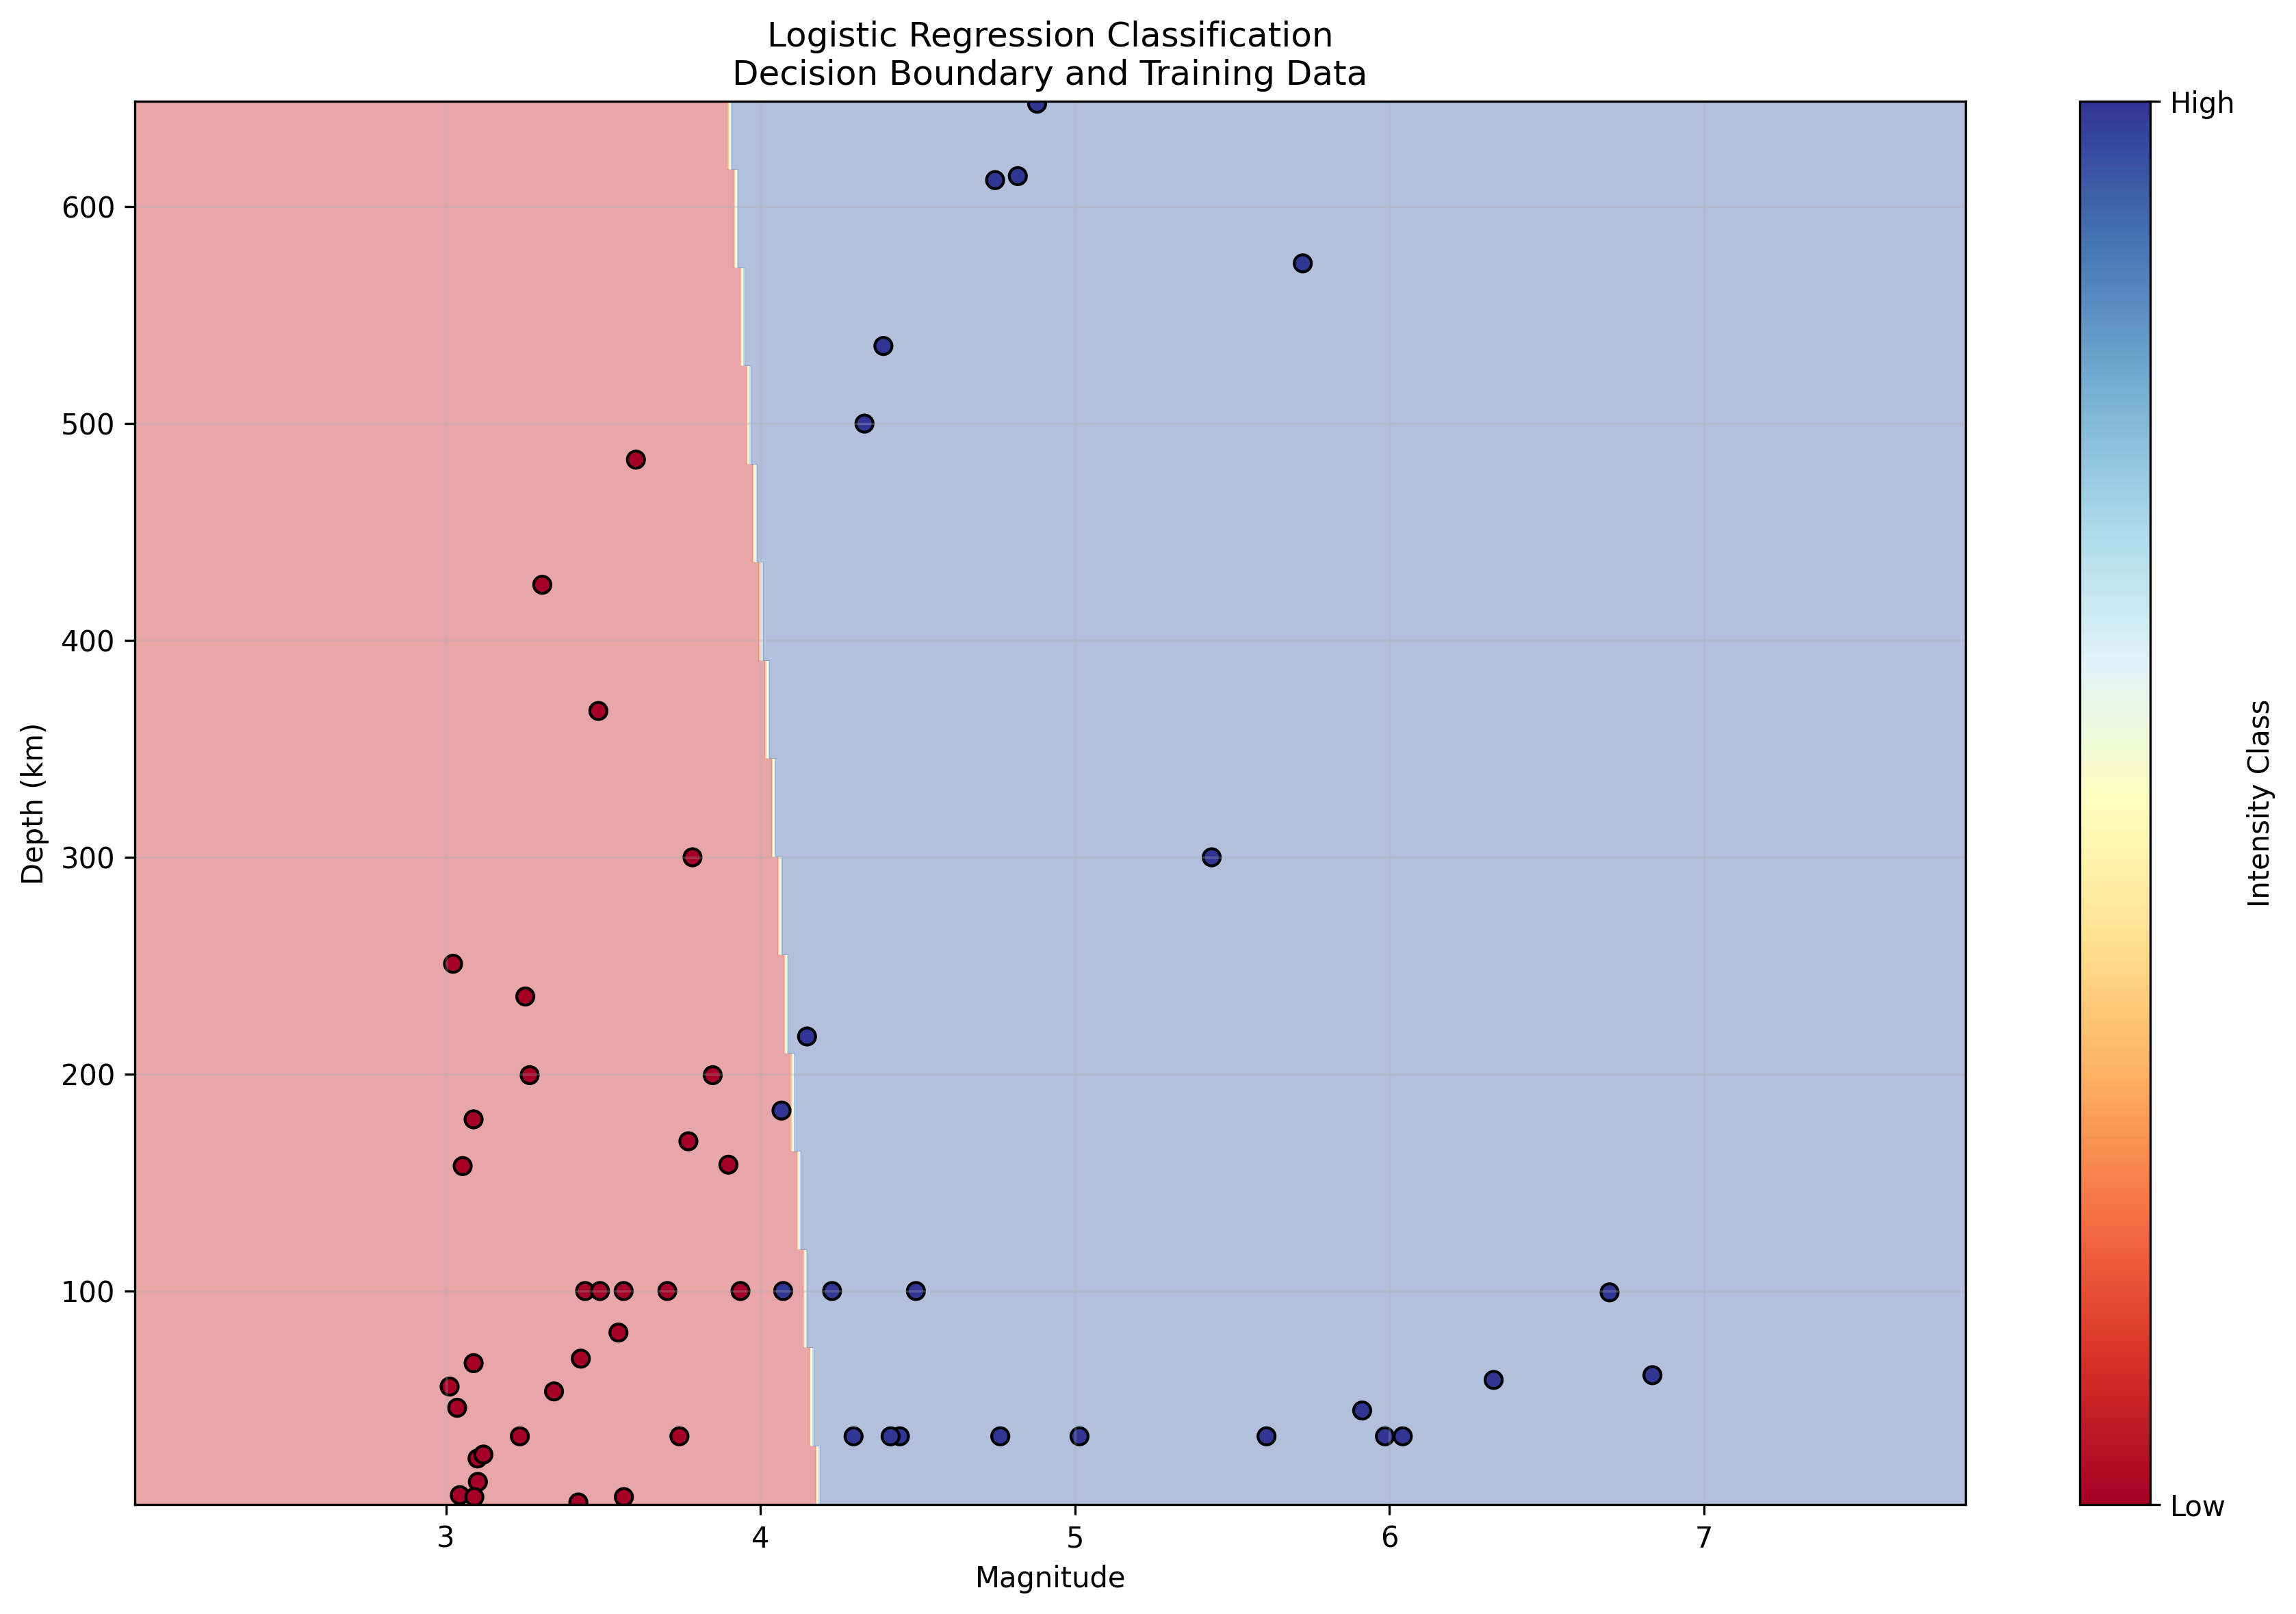 Logistic Regression Classification
Decision Boundary and Training Data
600
500
400
300
200
100
Depth (km)
3 4 5 6 7
Magnitude
High
Low
Intensity Class